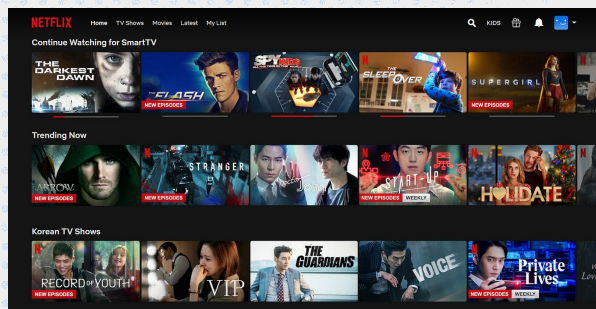 NETFLIX Home TV Shows Movies Latest My List KIDS
Continue Watching for SmartTV
THE
DARKEST
DAWN
NEW EPISODES
THE
FLASH
SPY
THE
SLEEPOVER
SUPERGIRL
NEW EPISODES
Trending Now
ARROW
NEW EPISODES
STRANGER
NEW EPISODES
DOCTOR
JOHN
START-UP
NEW EPISODES WEEKLY
HOLIDATE
Korean TV Shows
RECORD OF YOUTH
NEW EPISODES
VIP
THE
GUARDIANS
VOICE
Private
Lives
NEW EPISODES WEEKLY